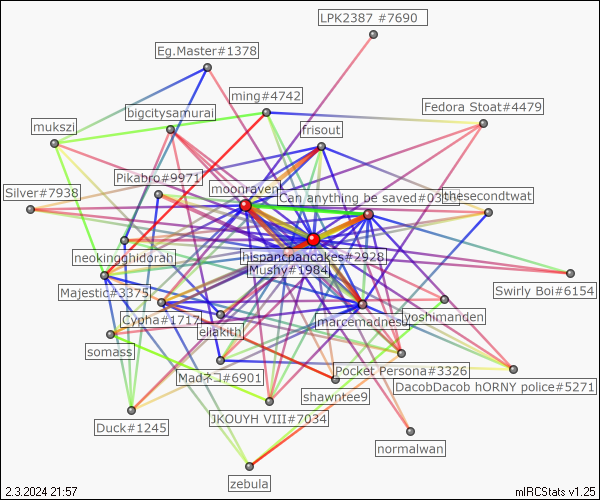 LPK2387 #7690
Eg.Master#1378
ming#4742
bigcitysamurai
Fedora Stoat#4479
mukszi
frisout
Pikabro#9971
moonraven
Silver#7938
Can anything be saved#03
thesecondtwat
neokingghidorah
hispancpancakes#2928
Mushy#1984
Majestic#3375
Swirly Boi#6154
Cypha#1717
eliakith
marcemadness
yoshimanden
somass
Madネコ#6901
Pocket Persona#3326
DacobDacob hORNY police#5271
shawntee9
Duck#1245
JKOUYH VIII#7034
normalwan
zebula
2.3.2024 21:57
mIRCStats v1.25